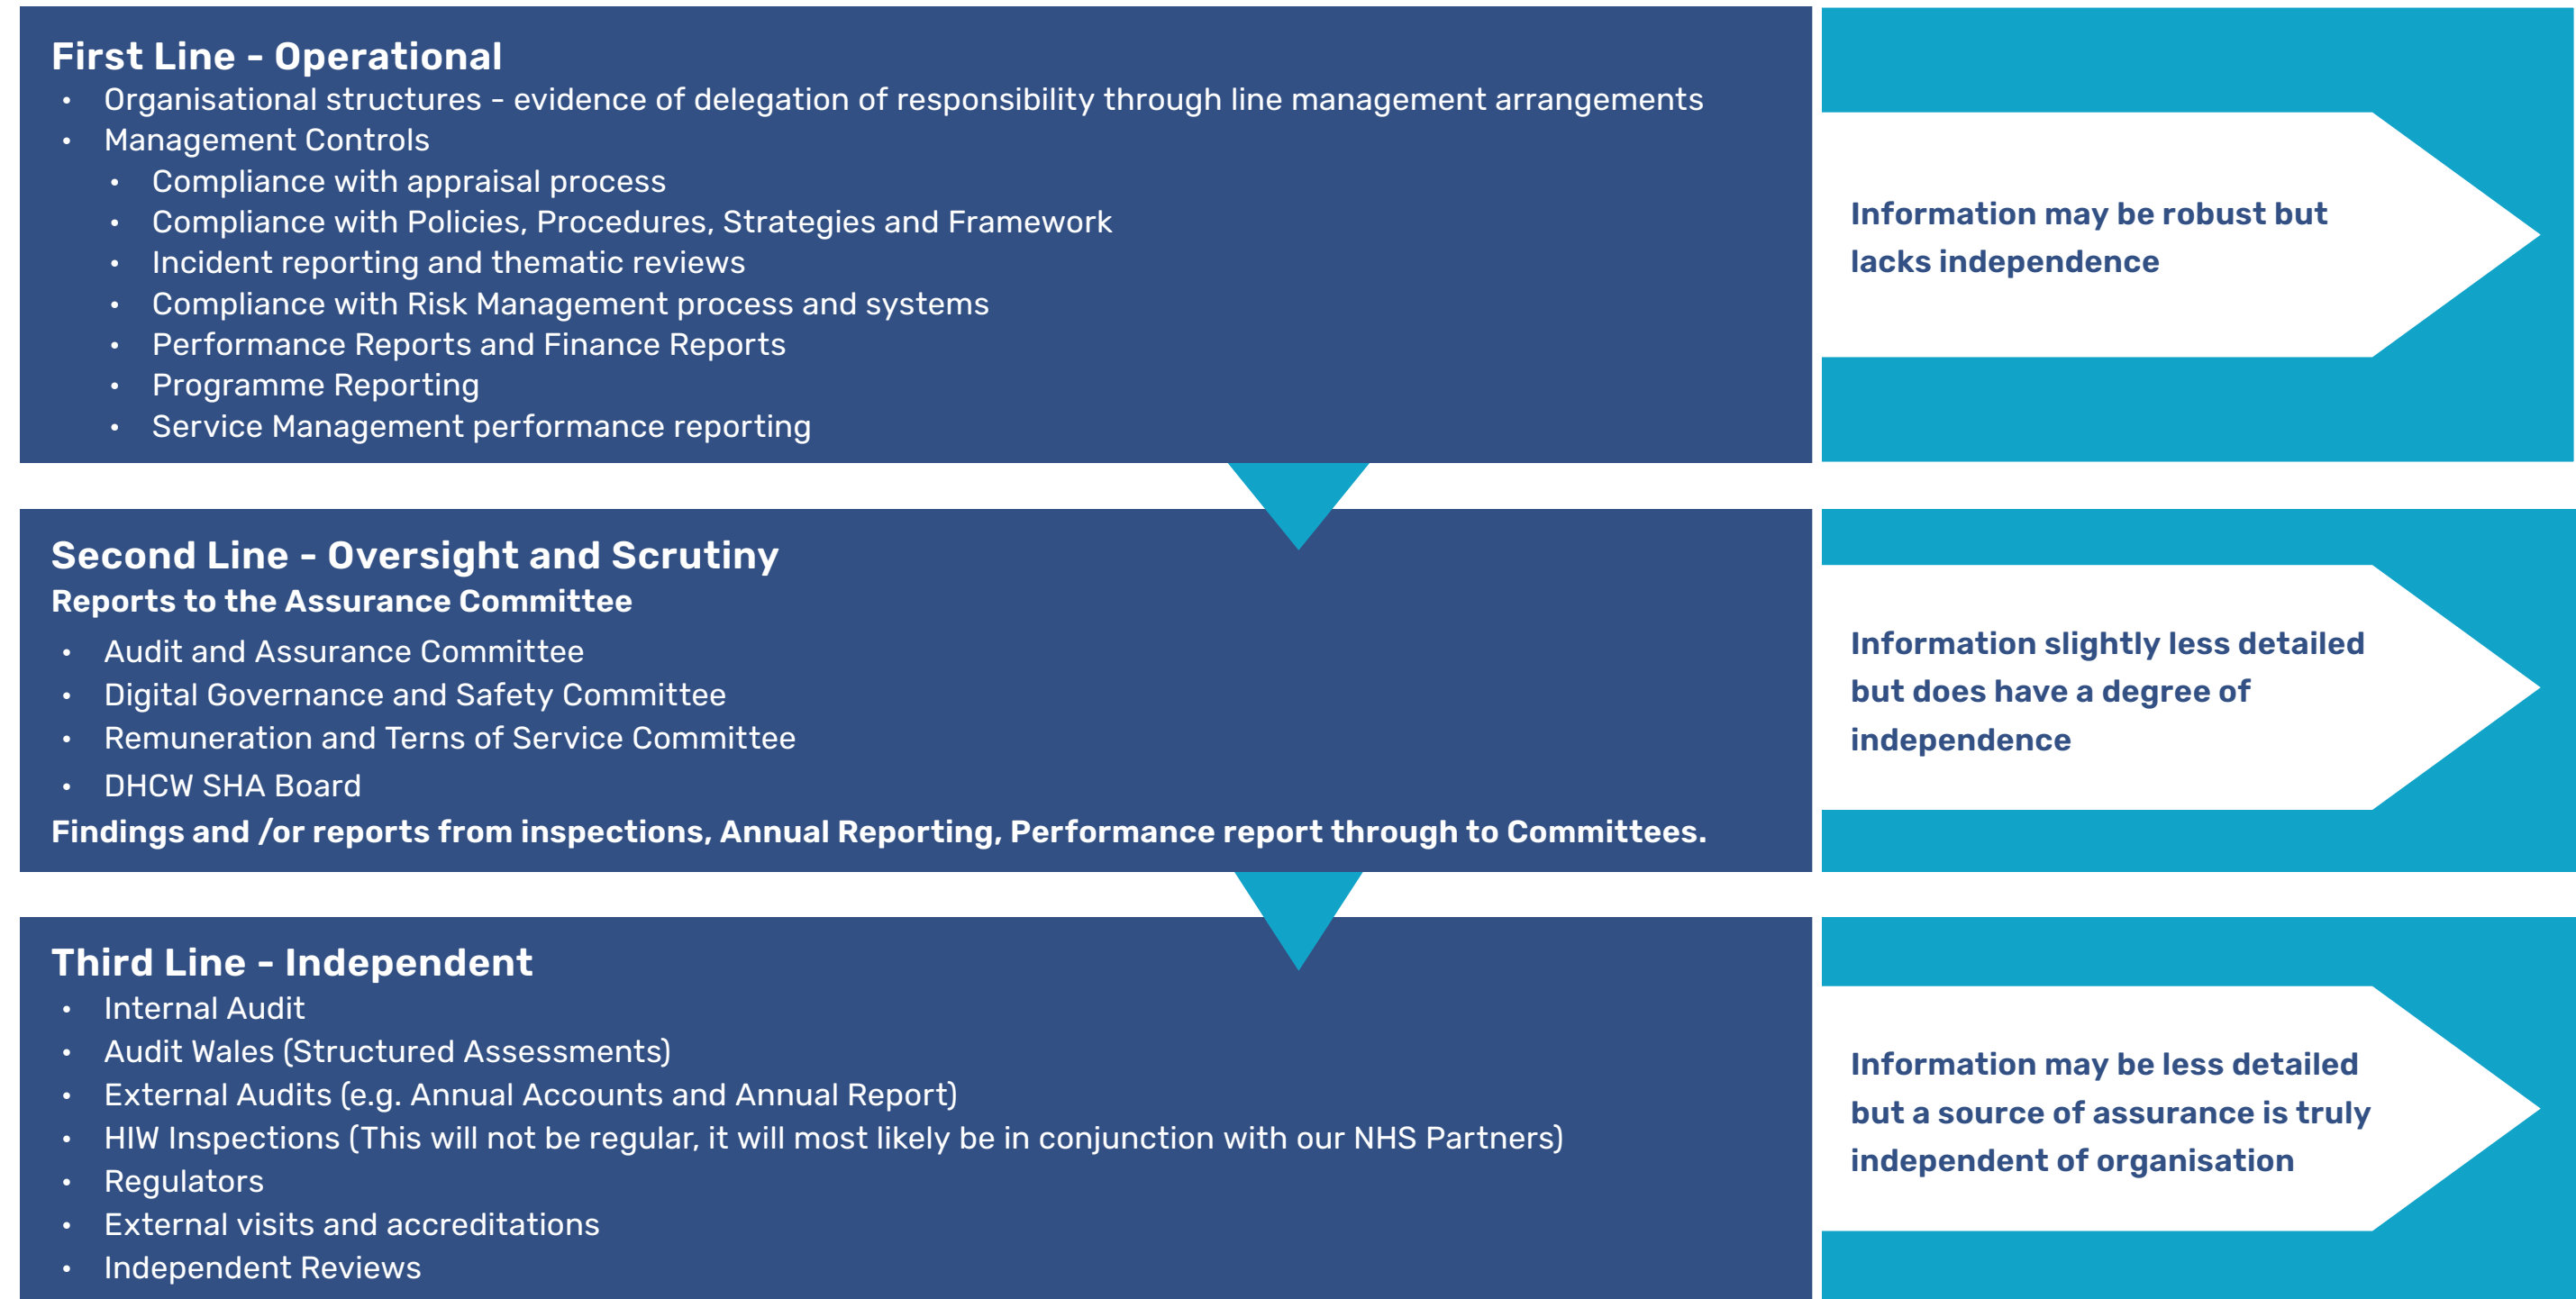 First Line - Operational
• Organisational structures - evidence of delegation of responsibility through line management arrangements
• Management Controls
• Compliance with appraisal process
• Compliance with Policies, Procedures, Strategies and Framework
• Incident reporting and thematic reviews
• Compliance with Risk Management process and systems
• Performance Reports and Finance Reports
• Programme Reporting
• Service Management performance reporting
Information may be robust but
lacks independence
Second Line - Oversight and Scrutiny
Reports to the Assurance Committee
• Audit and Assurance Committee
• Digital Governance and Safety Committee
• Remuneration and Terns of Service Committee
• DHCW SHA Board
Findings and /or reports from inspections, Annual Reporting, Performance report through to Committees.
Information slightly less detailed
but does have a degree of
independence
Third Line - Independent
• Internal Audit
• Audit Wales (Structured Assessments)
• External Audits (e.g. Annual Accounts and Annual Report)
• HIW Inspections (This will not be regular, it will most likely be in conjunction with our NHS Partners)
• Regulators
• External visits and accreditations
• Independent Reviews
Information may be less detailed
but a source of assurance is truly
independent of organisation